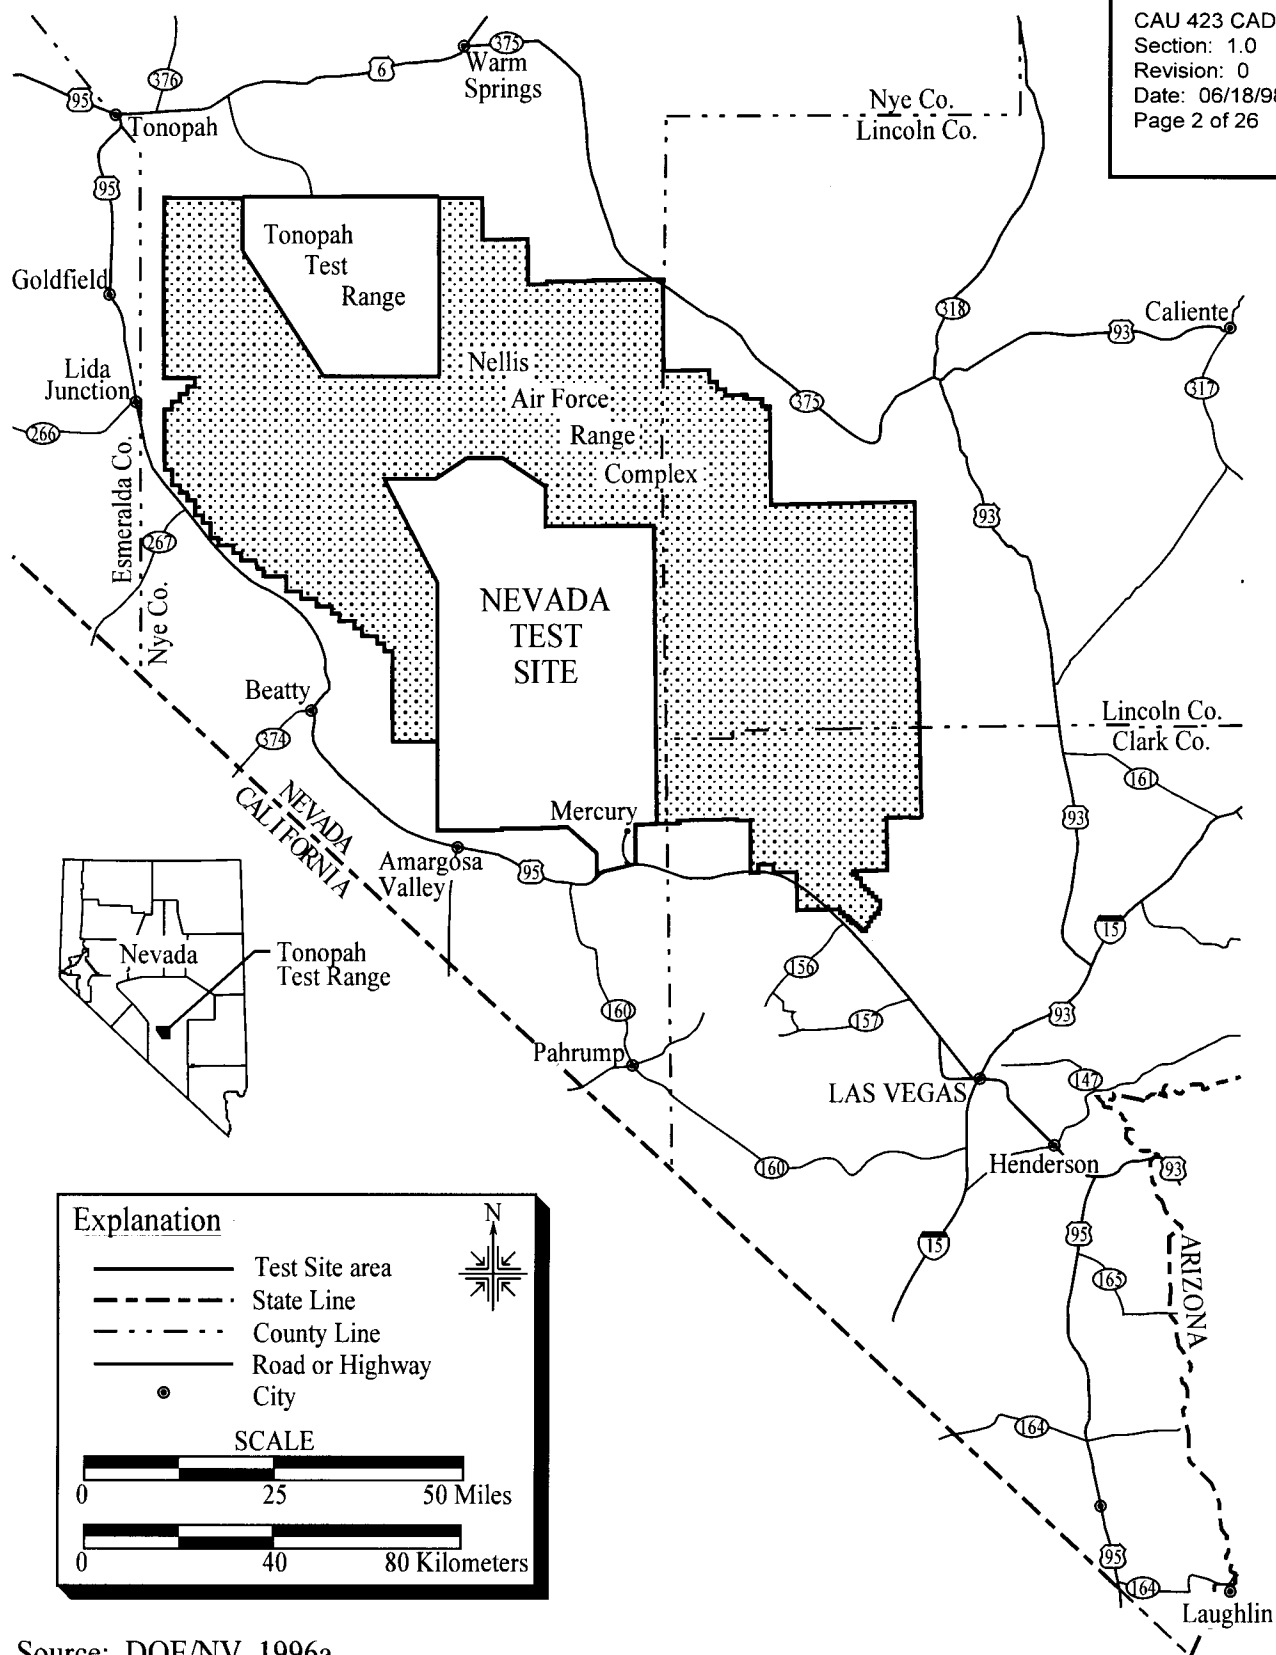 CAU 423 CAD
Section: 1.0
Revision: 0
Date: 06/18/98
Page 2 of 26
375
Warm
Springs
6
376
95
Tonopah
Nye Co.
Lincoln Co.
95
Tonopah
Test
Range
Goldfield
318
Caliente
93
Nellis
Lida
Junction
317
Air Force
375
Range
266
Complex
Esmeralda Co.
93
267
NEVADA
TEST
SITE
Nye Co.
Beatty
374
Lincoln Co.
Clark Co.
161
NEVADA
CALIFORNIA
Mercury
93
Amargosa
Valley
95
15
Nevada
Tonopah
Test Range
156
160
157
93
Pahrump
147
LAS VEGAS
160
Henderson
93
Explanation
N
95
15
ARIZONA
Test Site area
165
State Line
County Line
Road or Highway
City
164
SCALE
0 25 50 Miles
0 40 80 Kilometers
95
164
Laughlin
Source: DOE/NV, 1996a